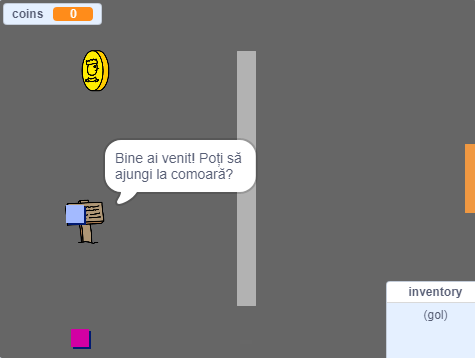 coins 0
Bine ai venit! Poți să
ajungi la comoară?
inventory
(gol)